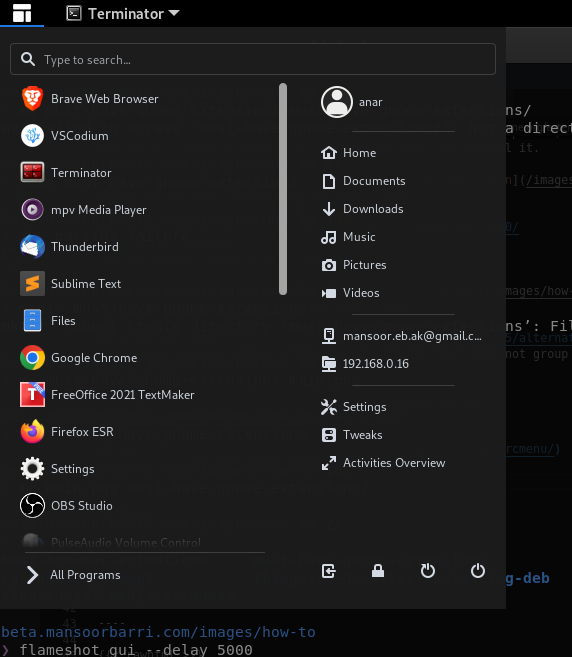 Terminator
Type to search...
Brave Web Browser
VSCodium
Terminator
mpv Media Player
Thunderbird
Sublime Text
Files
Google Chrome
FreeOffice 2021 TextMaker
Firefox ESR
Settings
OBS Studio
PulseAudio Volume Control
All Programs
anar
Home
Documents
Downloads
Music
Pictures
Videos
mansoor.eb.ak@gmail.c...
192.168.0.16
Settings
Tweaks
Activities Overview
ns/
a direct
l it.
n](/images
0/
mages/how-
ns’: Fil
5/alternat
not group
rcmenu/)
g-deb
43 ----
beta.mansoorbarri.com/images/how-to
❯ flameshot gui --delay 5000